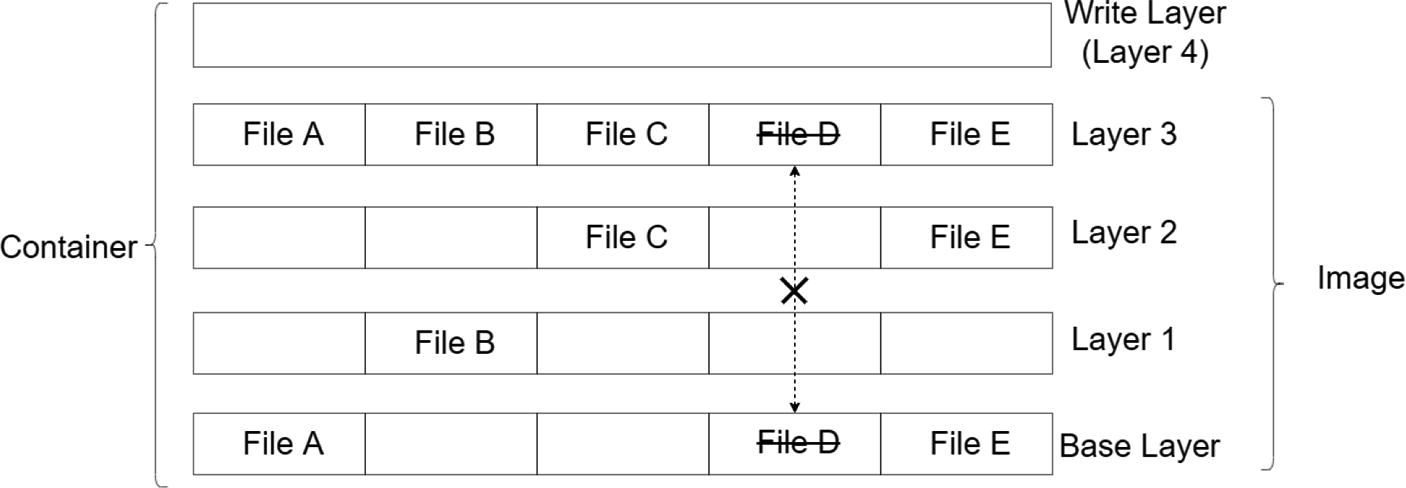 Write Layer
(Layer 4)
File A File B File C File D File E Layer 3
File C File E Layer 2
Container
Image
File B Layer 1
File A File D File E Base Layer